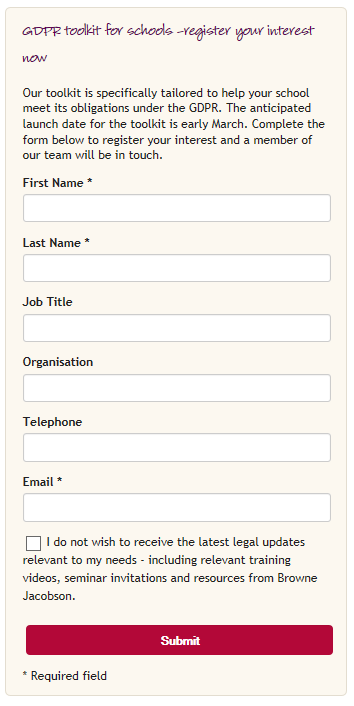 GDPR toolkit for schools -register your interest
now
Our toolkit is specifically tailored to help your school
meet its obligations under the GDPR. The anticipated
launch date for the toolkit is early March. Complete the
form below to register your interest and a member of
our team will be in touch.
First Name *
Last Name *
Job Title
Organisation
Telephone
Email *
I do not wish to receive the latest legal updates
relevant to my needs - including relevant training
videos, seminar invitations and resources from Browne
Jacobson.
Submit
* Required field